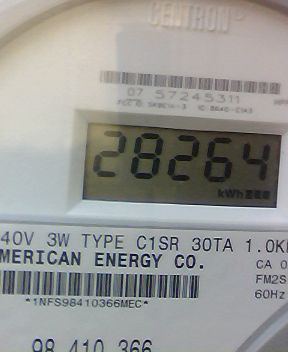 CENTRON
07 57245311
28264
kWh
40V 3W TYPE C1SR 30TA 1.0K
MERICAN ENERGY CO.
CA 0
FM2S
60Hz
*1NFS98410366MEC*
98 410 366